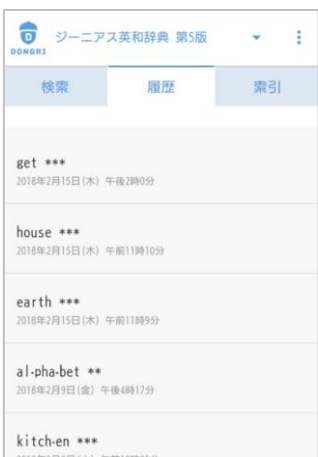 DONGRI
ジーニアス英和辞典 第5版
検索 履歴 索引
get ***
2018年2月15日(木) 午後2時0分
house ***
2018年2月15日(木) 午前11時10分
earth ***
2018年2月15日(木) 午前11時9分
al·pha·bet **
2018年2月9日(金) 午後4時17分
kitch·en ***